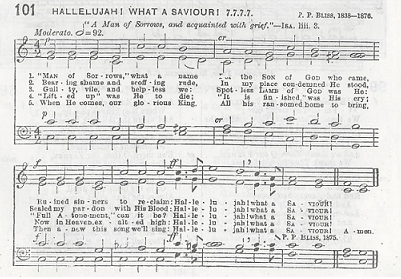 101 HALLELUJAH! WHAT A SAVIOUR! 7.7.7.7. P. P. BLISS, 1838—1876.
Moderato. = 92. "A Man of Sorrows, and acquainted with grief."—ISA. liii. 3.
1. "MAN of Sor-rows," what a name the SON of GOD who came,
2. Bear-ing shame and scoff-ing rude, In my place con-demned He stood,
3. Guil-ty, vile, and help-less we: Spot-less LAMB of GOD was He:
4. "Lift-ed up" was He to die; "It is fin-ished," was His cry;
5. When He comes, our glo-rious King, All his ran-somed home to bring,
Ru-ined sin-ners to re-claim: Hal-le-lu-jah! what a SA-VIOUR!
Sealed my par-don with His Blood: Hal-le-lu-jah! what a SA-VIOUR!
"Full A-tone-ment," can it be? Hal-le-lu-jah! what a SA-VIOUR!
Now in Heaven, ex-alt-ed high: Hal-le-lu-jah! what a SA-VIOUR!
Then a-new this song we'll sing: Hal-le-lu-jah! what a SA-VIOUR! A-men.
P. P. BLISS, 1875.